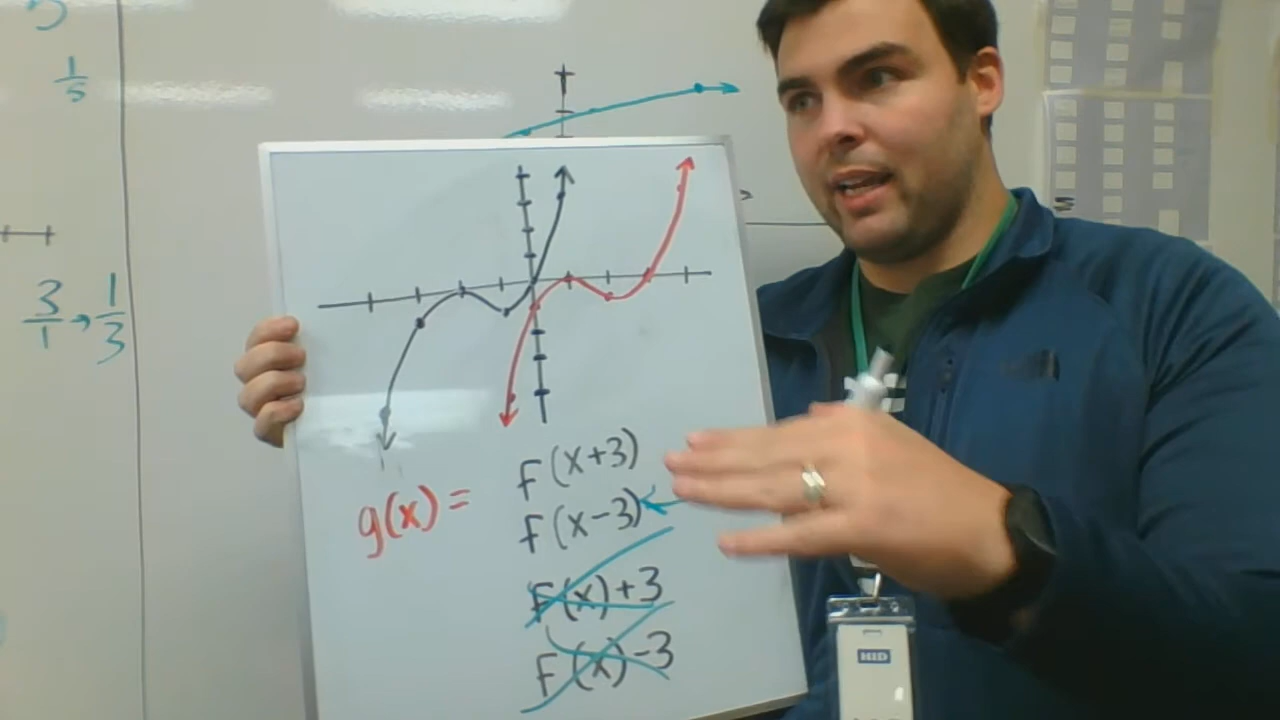 1/5
3/1 → 1/3
g(x) =
F(x+3)
F(x-3)
F(x)+3
F(x)-3
HID